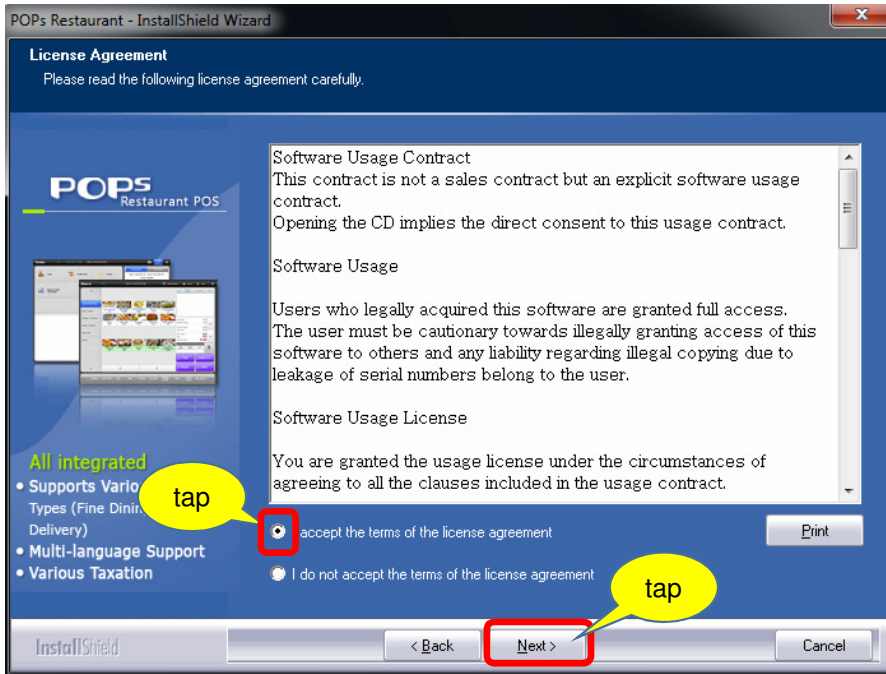 POPs Restaurant - InstallShield Wizard
License Agreement
Please read the following license agreement carefully.
POPs
Restaurant POS
All integrated
• Supports Vario
Types (Fine Dinin
Delivery)
• Multi-language Support
• Various Taxation
Software Usage Contract
This contract is not a sales contract but an explicit software usage
contract.
Opening the CD implies the direct consent to this usage contract.
Software Usage
Users who legally acquired this software are granted full access.
The user must be cautionary towards illegally granting access of this
software to others and any liability regarding illegal copying due to
leakage of serial numbers belong to the user.
Software Usage License
You are granted the usage license under the circumstances of
agreeing to all the clauses included in the usage contract.
tap
accept the terms of the license agreement
Print
I do not accept the terms of the license agreement
tap
InstallShield
< Back
Next >
Cancel